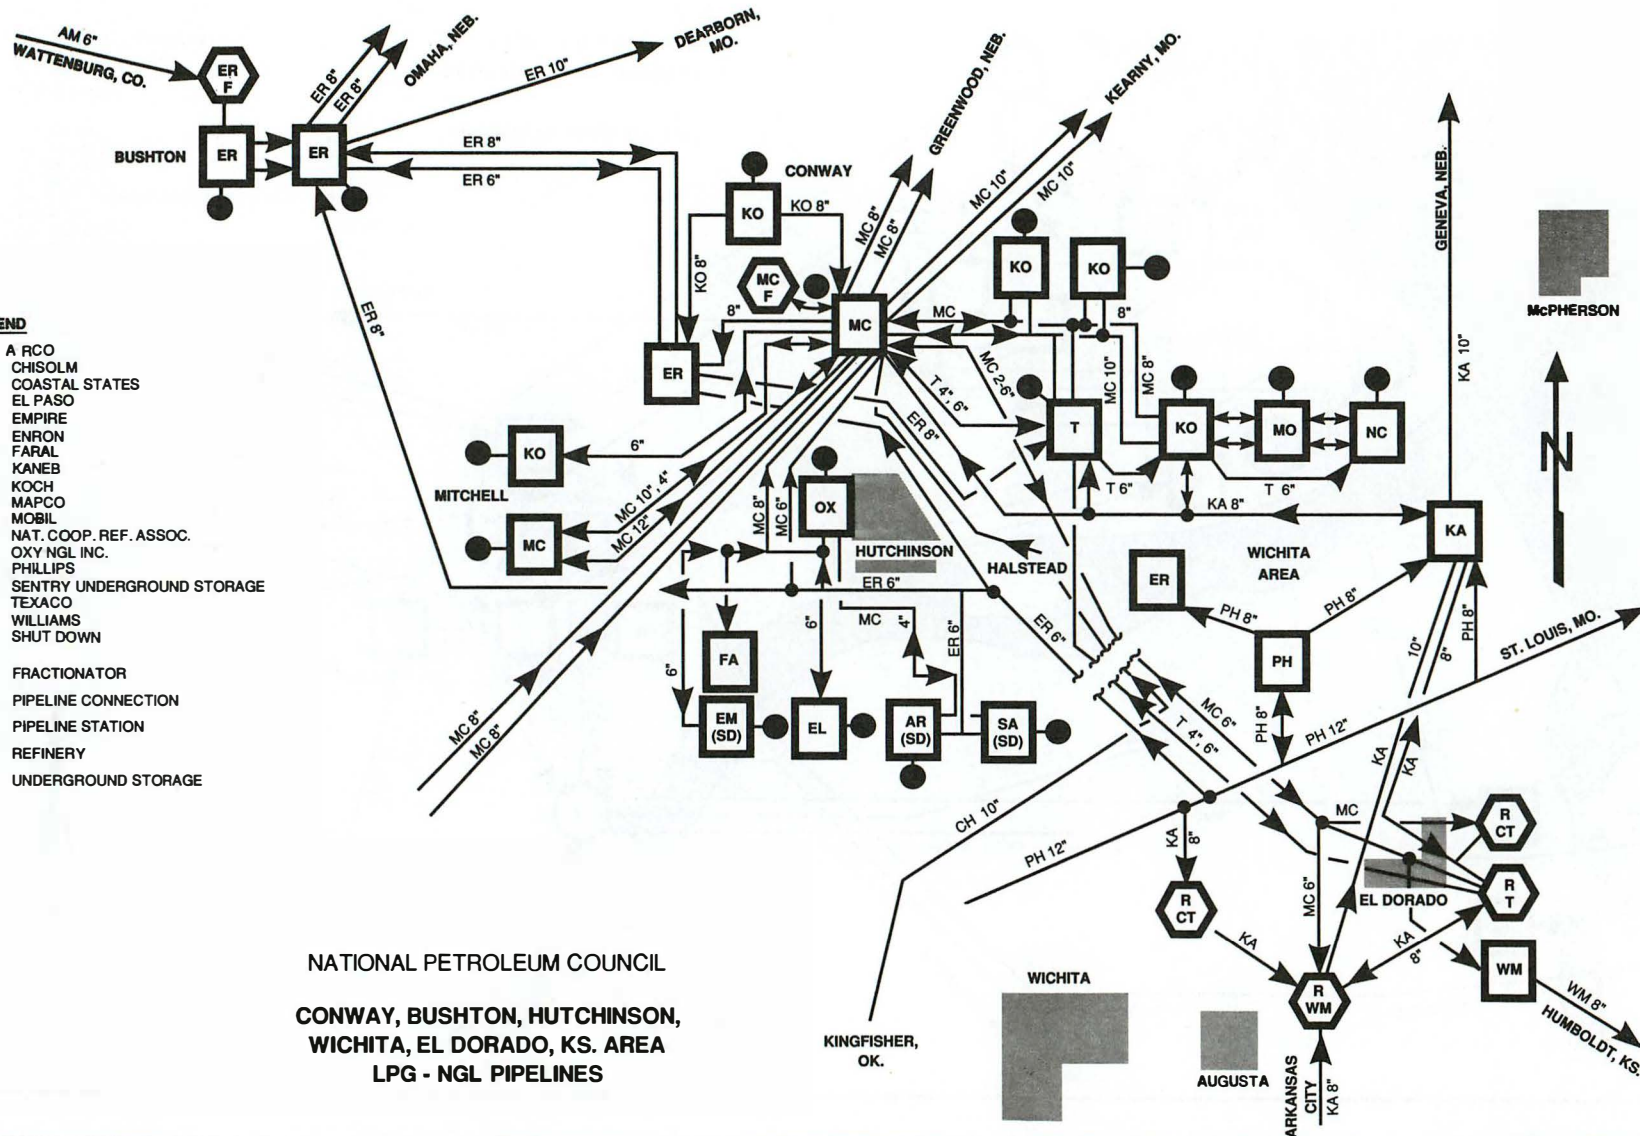 AM 6"
WATTENBURG, CO.
ER
F
BUSHTON
ER
ER
ER 8"
ER 8"
OMAHA, NEB.
ER 10"
DEARBORN,
MO.
ER 8"
ER 6"
ER 8"
KO
CONWAY
KO 8"
KO 8"
MC
F
8"
MC
ER
MC 8"
MC 8"
GREENWOOD, NEB.
MC 10"
MC 10"
KEARNY, MO.
KO
KO
MC
8"
MC 2-6"
T 4", 6"
ER 8"
T
MC 10"
MC 8"
KO
MO
NC
T 6"
T 6"
KA 8"
GENEVA, NEB.
KA 10"
McPHERSON
N
KA
WICHITA
AREA
END
A RCO
CHISOLM
COASTAL STATES
EL PASO
EMPIRE
ENRON
FARAL
KANEB
KOCH
MAPCO
MOBIL
NAT. COOP. REF. ASSOC.
OXY NGL INC.
PHILLIPS
SENTRY UNDERGROUND STORAGE
TEXACO
WILLIAMS
SHUT DOWN
FRACTIONATOR
PIPELINE CONNECTION
PIPELINE STATION
REFINERY
UNDERGROUND STORAGE
KO
6"
MITCHELL
MC
MC 10", 4"
MC 12"
MC 8"
MC 6"
OX
HUTCHINSON
HALSTEAD
ER 6"
MC
4"
ER 6"
ER 6"
6"
6"
FA
EM
(SD)
EL
AR
(SD)
SA
(SD)
MC 8"
MC 8"
ER
PH 8"
PH 8"
PH
PH 8"
PH 8"
10"
8"
ST. LOUIS, MO.
PH 12"
MC 6"
T 4", 6"
CH 10"
PH 12"
KA
8"
KA
KA
MC
R
CT
R
CT
R
T
MC 6"
EL DORADO
KA
KA
8"
R
WM
WM
WM 8"
HUMBOLDT, KS.
KINGFISHER,
OK.
WICHITA
AUGUSTA
ARKANSAS
CITY
KA 8"
NATIONAL PETROLEUM COUNCIL
CONWAY, BUSHTON, HUTCHINSON,
WICHITA, EL DORADO, KS. AREA
LPG - NGL PIPELINES